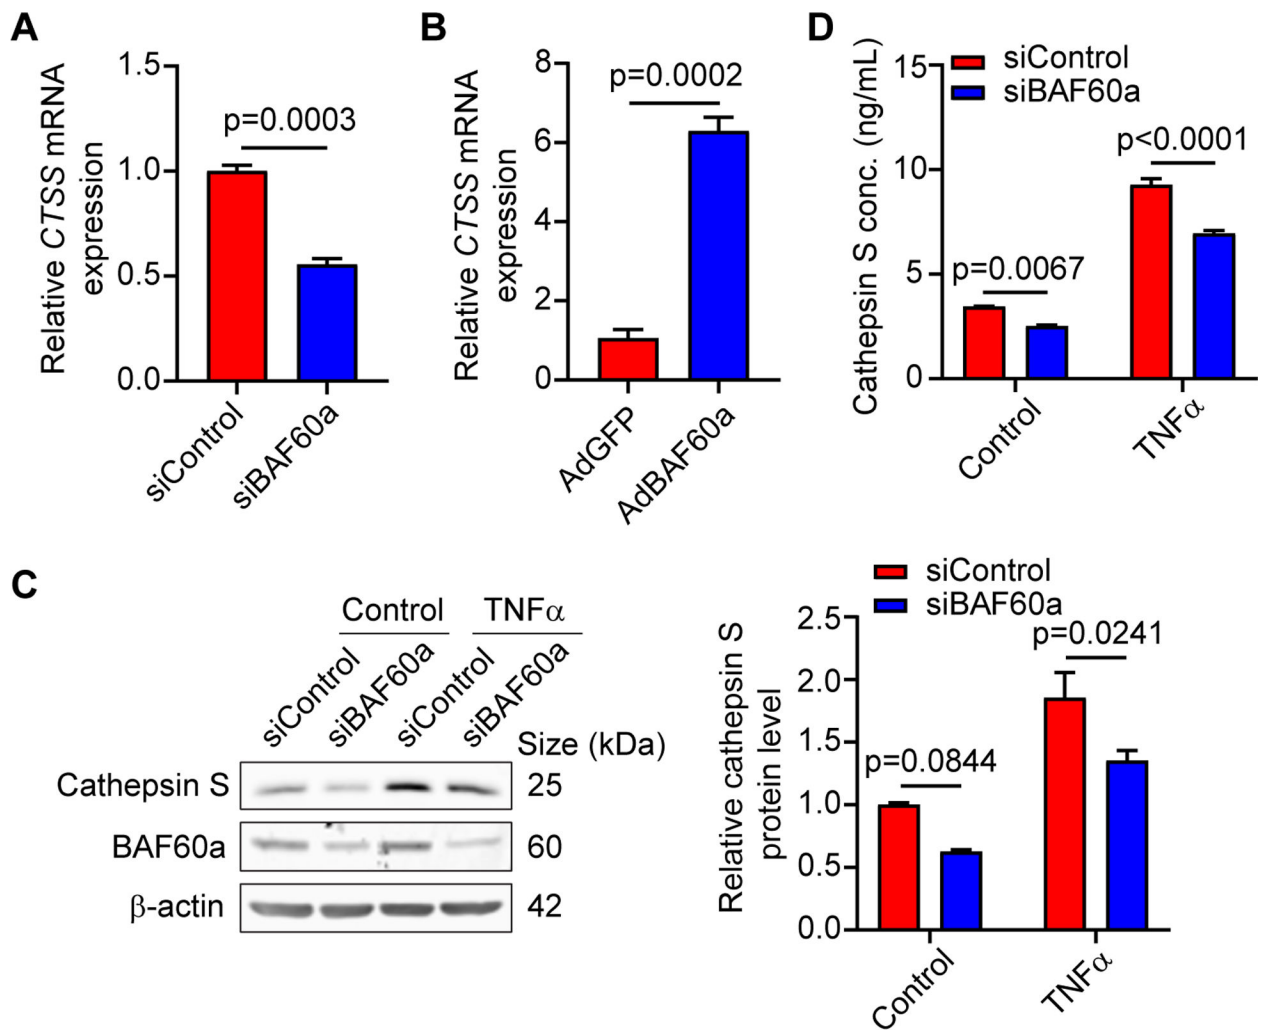 A
Relative CTSS mRNA
expression
1.5
1.0
0.5
0.0
p=0.0003
siControl
siBAF60a
B
Relative CTSS mRNA
expression
8
6
4
2
0
p=0.0002
AdGFP
AdBAF60a
D
Cathepsin S conc. (ng/mL)
15
10
5
0
siControl
siBAF60a
p=0.0067
p<0.0001
Control
TNFα
C
Control
TNFα
siControl
siBAF60a
siControl
siBAF60a
Size (kDa)
Cathepsin S
25
BAF60a
60
β-actin
42
siControl
siBAF60a
Relative cathepsin S
protein level
2.5
2.0
1.5
1.0
0.5
0.0
p=0.0844
p=0.0241
Control
TNFα